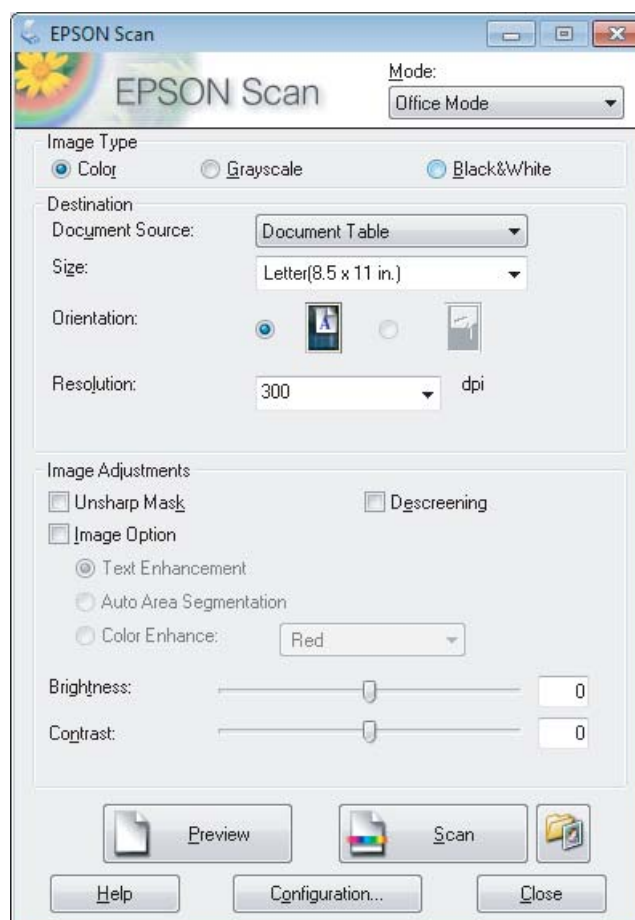 EPSON Scan
EPSON Scan
Mode:
Office Mode
Image Type
Color
Grayscale
Black&White
Destination
Document Source:
Document Table
Size:
Letter(8.5 x 11 in.)
Orientation:
A
Resolution:
300
dpi
Image Adjustments
Unsharp Mask
Descreening
Image Option
Text Enhancement
Auto Area Segmentation
Color Enhance:
Red
Brightness:
0
Contrast:
0
Preview
Scan
Help
Configuration...
Close